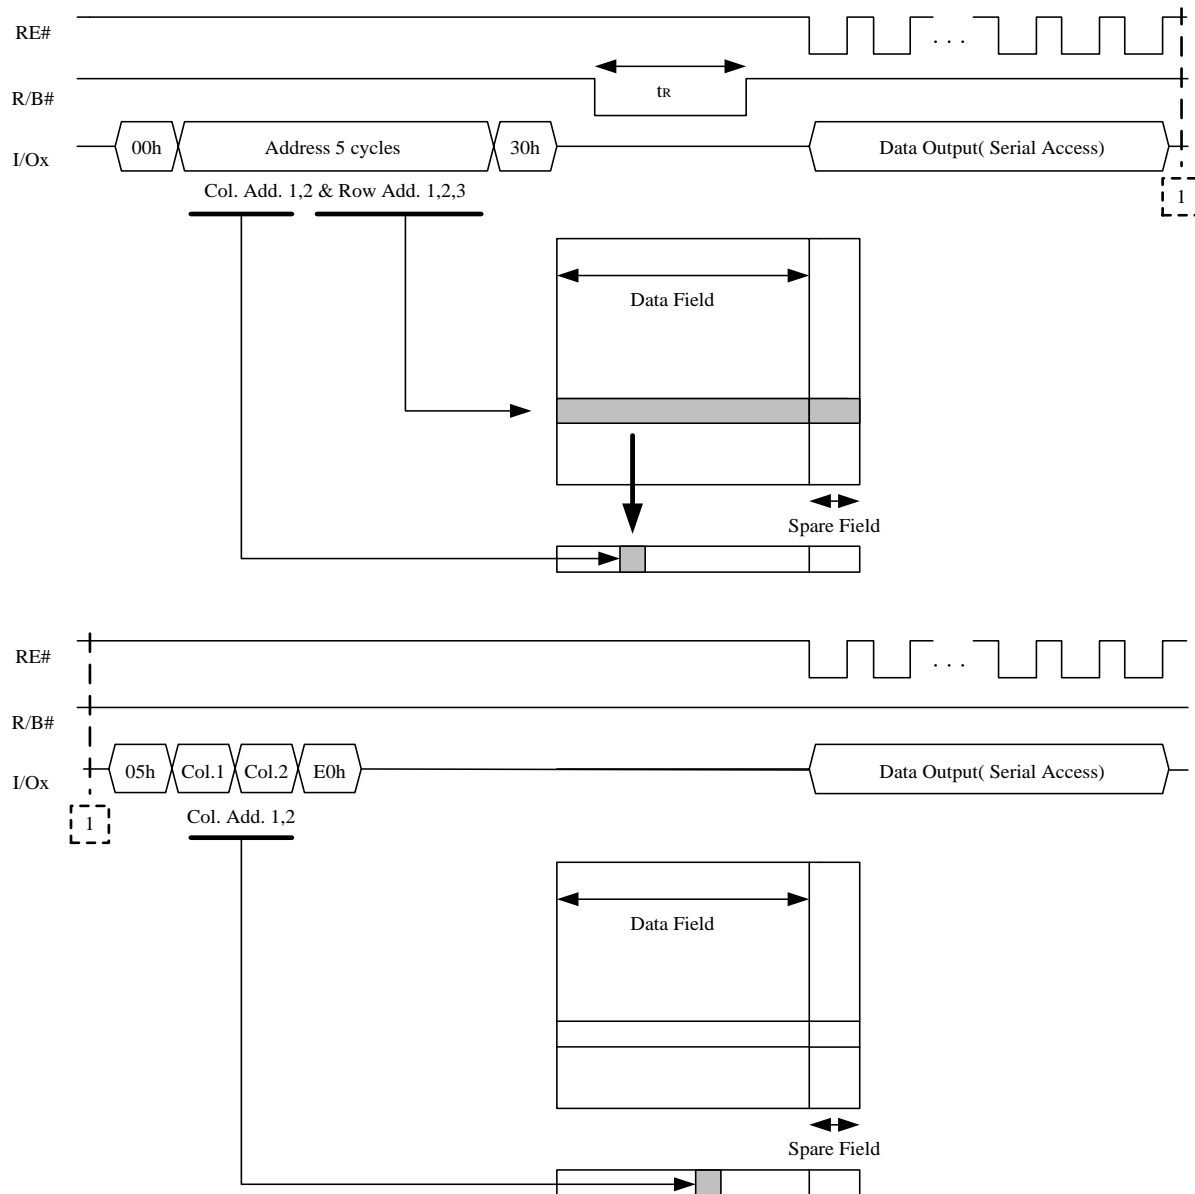 RE#
. . .
R/B#
tR
I/Ox
00h Address 5 cycles 30h Data Output( Serial Access)
Col. Add. 1,2 & Row Add. 1,2,3
1
Data Field
Spare Field
RE#
. . .
R/B#
I/Ox
05h Col.1 Col.2 E0h Data Output( Serial Access)
1
Col. Add. 1,2
Data Field
Spare Field